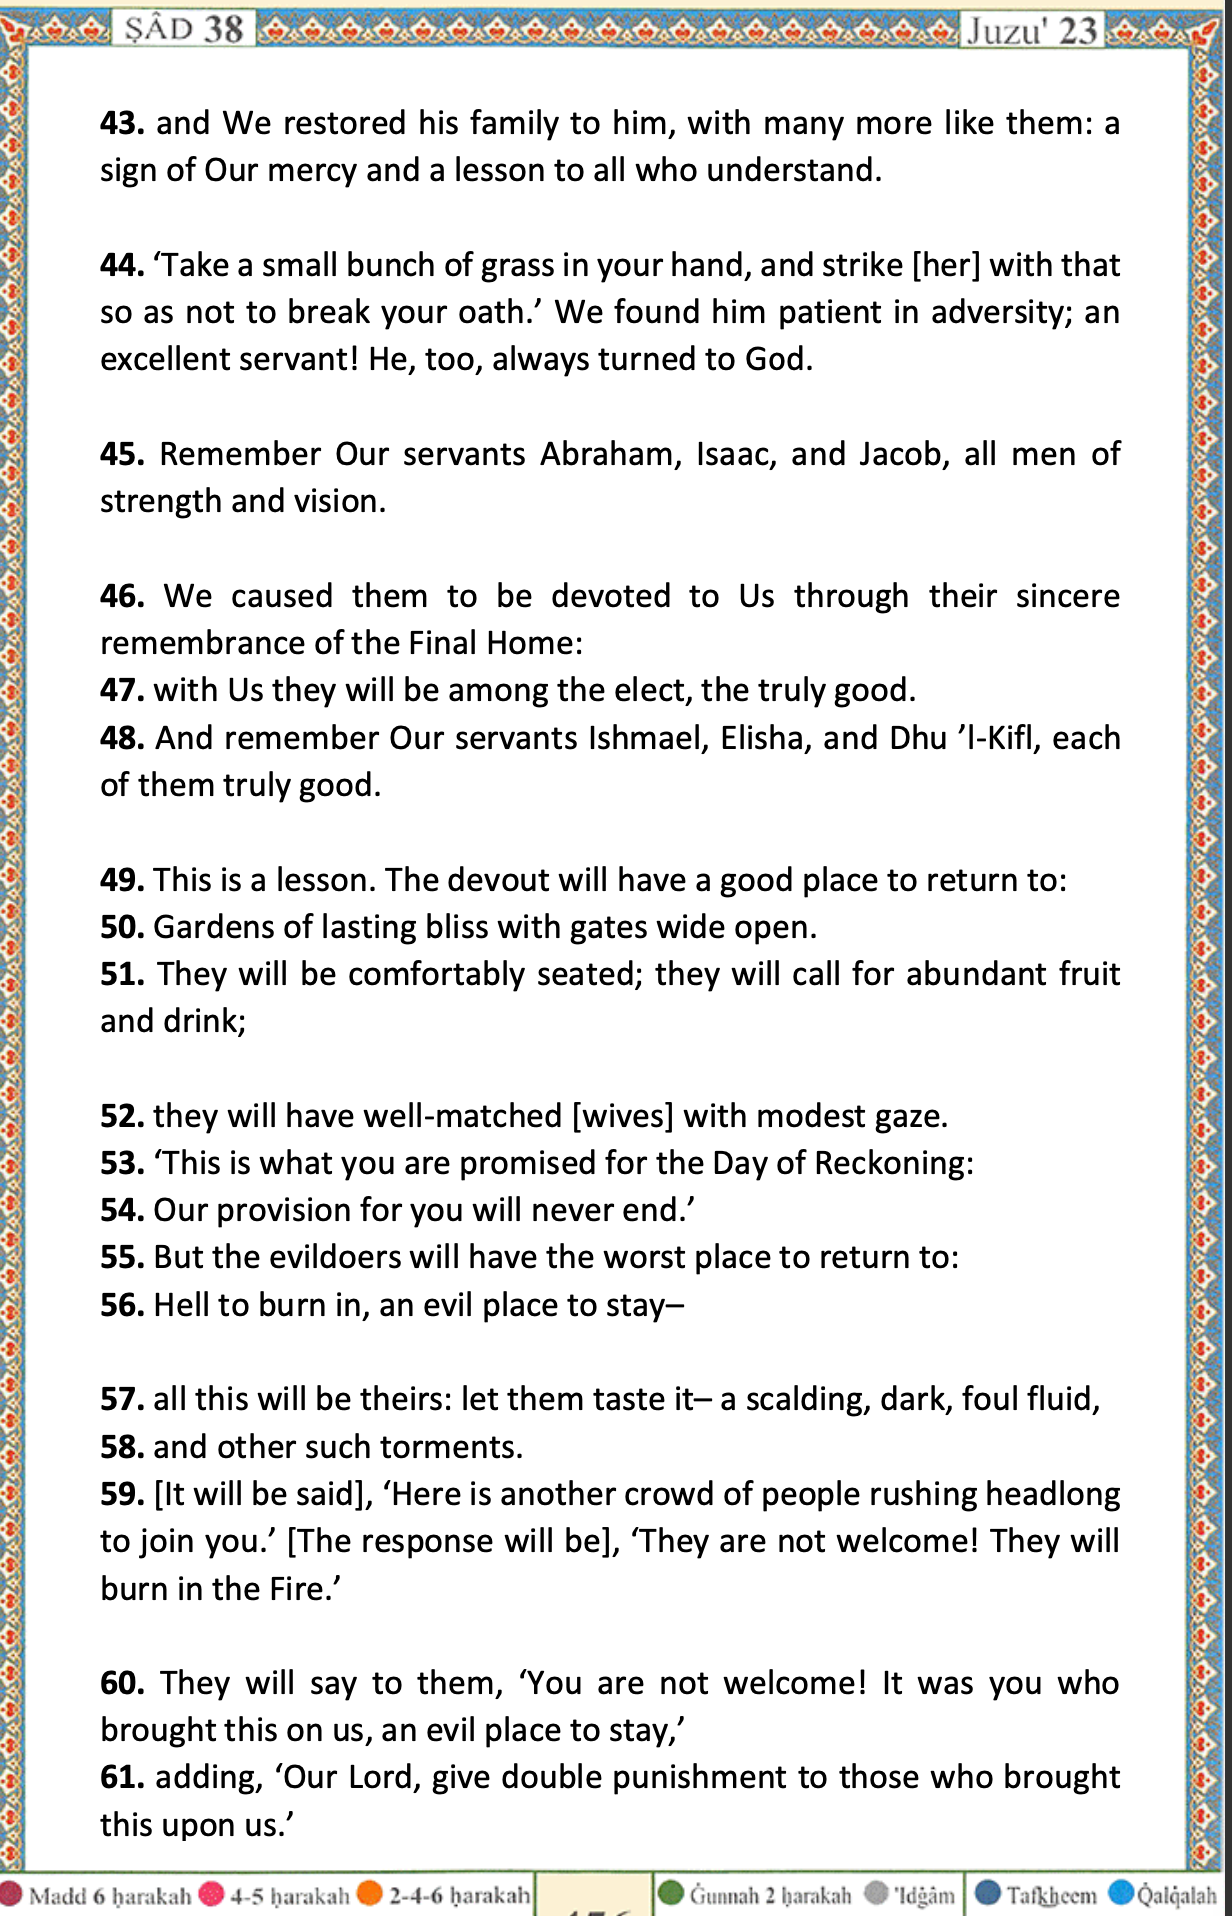 ṢÂD 38
Juzu' 23
43. and We restored his family to him, with many more like them: a
sign of Our mercy and a lesson to all who understand.
44. ‘Take a small bunch of grass in your hand, and strike [her] with that
so as not to break your oath.’ We found him patient in adversity; an
excellent servant! He, too, always turned to God.
45. Remember Our servants Abraham, Isaac, and Jacob, all men of
strength and vision.
46. We caused them to be devoted to Us through their sincere
remembrance of the Final Home:
47. with Us they will be among the elect, the truly good.
48. And remember Our servants Ishmael, Elisha, and Dhu ’l-Kifl, each
of them truly good.
49. This is a lesson. The devout will have a good place to return to:
50. Gardens of lasting bliss with gates wide open.
51. They will be comfortably seated; they will call for abundant fruit
and drink;
52. they will have well-matched [wives] with modest gaze.
53. ‘This is what you are promised for the Day of Reckoning:
54. Our provision for you will never end.’
55. But the evildoers will have the worst place to return to:
56. Hell to burn in, an evil place to stay–
57. all this will be theirs: let them taste it– a scalding, dark, foul fluid,
58. and other such torments.
59. [It will be said], ‘Here is another crowd of people rushing headlong
to join you.’ [The response will be], ‘They are not welcome! They will
burn in the Fire.’
60. They will say to them, ‘You are not welcome! It was you who
brought this on us, an evil place to stay,’
61. adding, ‘Our Lord, give double punishment to those who brought
this upon us.’
Madd 6 ḥarakah 4-5 ḥarakah 2-4-6 ḥarakah
Ġunnah 2 ḥarakah 'Idġâm
Tafkheem Qalqalah